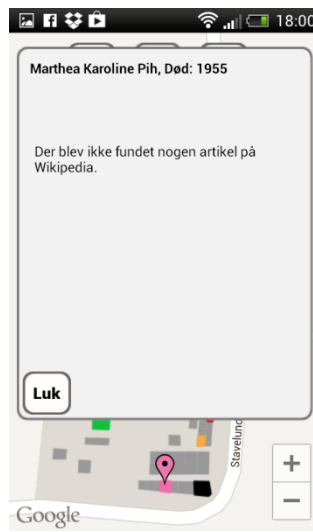 18:00
Marthea Karoline Pih, Død: 1955
Der blev ikke fundet nogen artikel på
Wikipedia.
Luk
Stavelund
Google